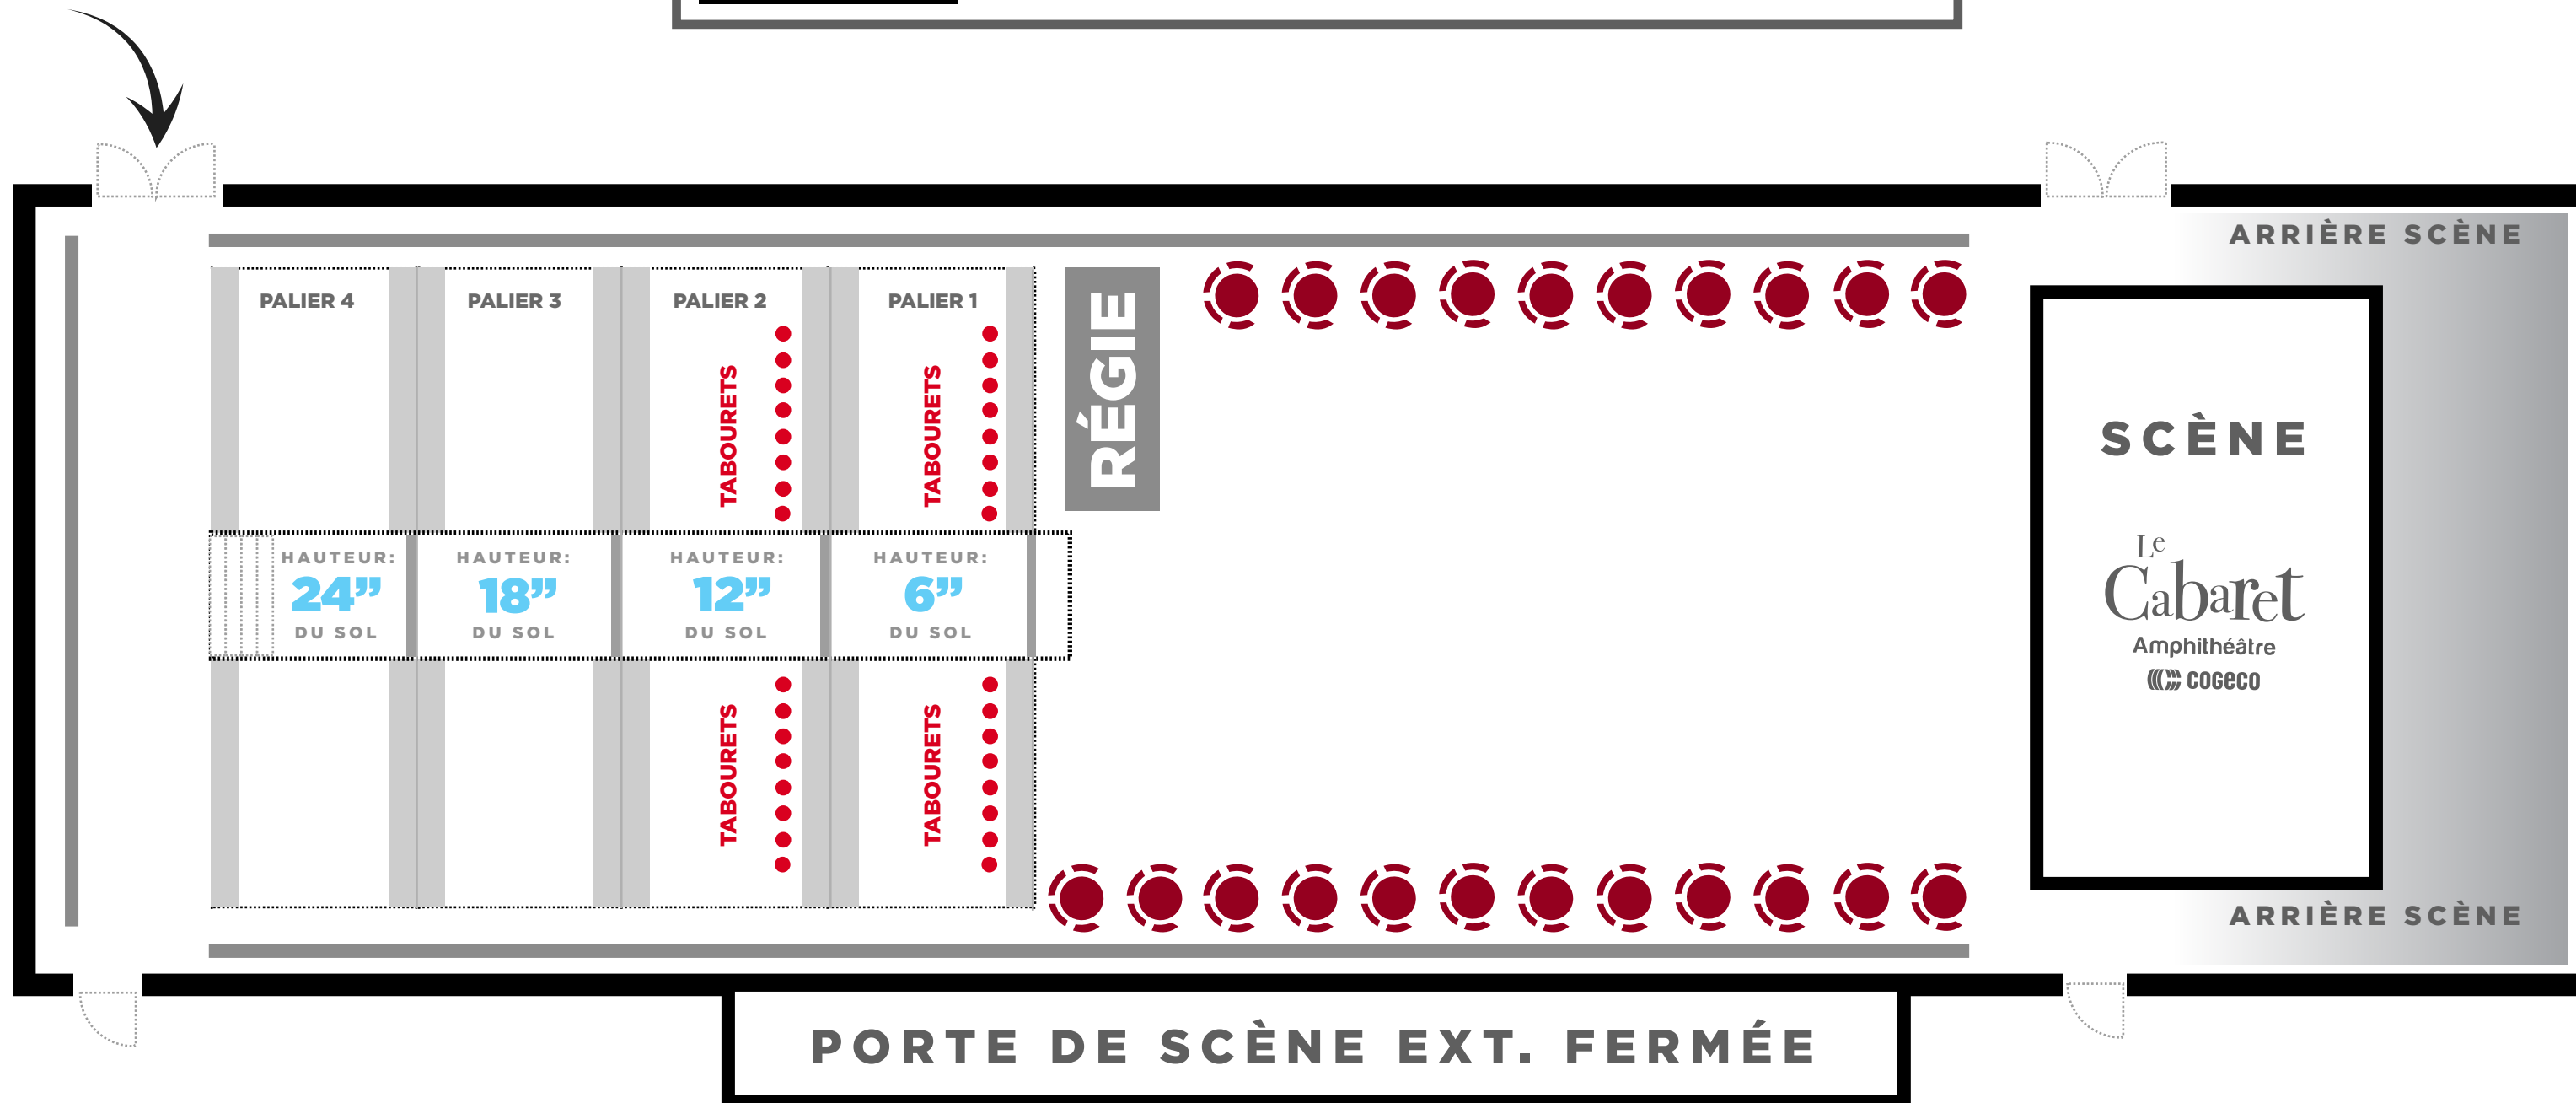 ARRIÈRE SCÈNE
PALIER 4
PALIER 3
PALIER 2
PALIER 1
TABOURETS
TABOURETS
RÉGIE
SCÈNE
HAUTEUR:
24”
DU SOL
HAUTEUR:
18”
DU SOL
HAUTEUR:
12”
DU SOL
HAUTEUR:
6”
DU SOL
Le
Cabaret
Amphithéâtre
COGECO
TABOURETS
TABOURETS
ARRIÈRE SCÈNE
PORTE DE SCÈNE EXT. FERMÉE